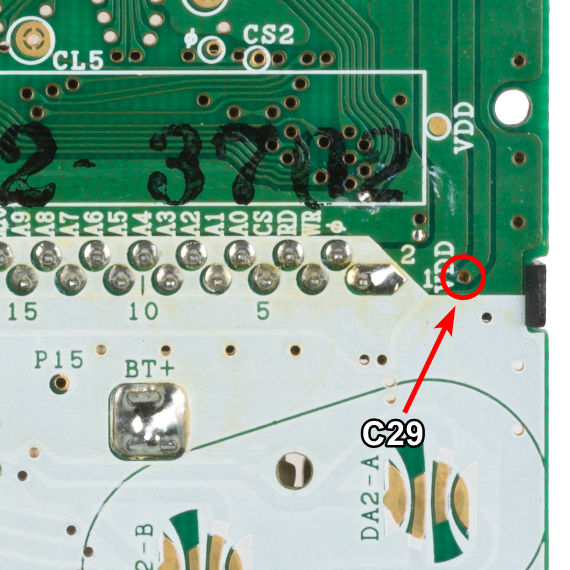 φ CS2
CL5
VDD
2-3702
A9 A8 A7 A6 A5 A4 A3 A2 A1 A0 CS RD WR φ
2
1
VDD
15 10 5
P15
BT+
C29
DA2-A
2-B